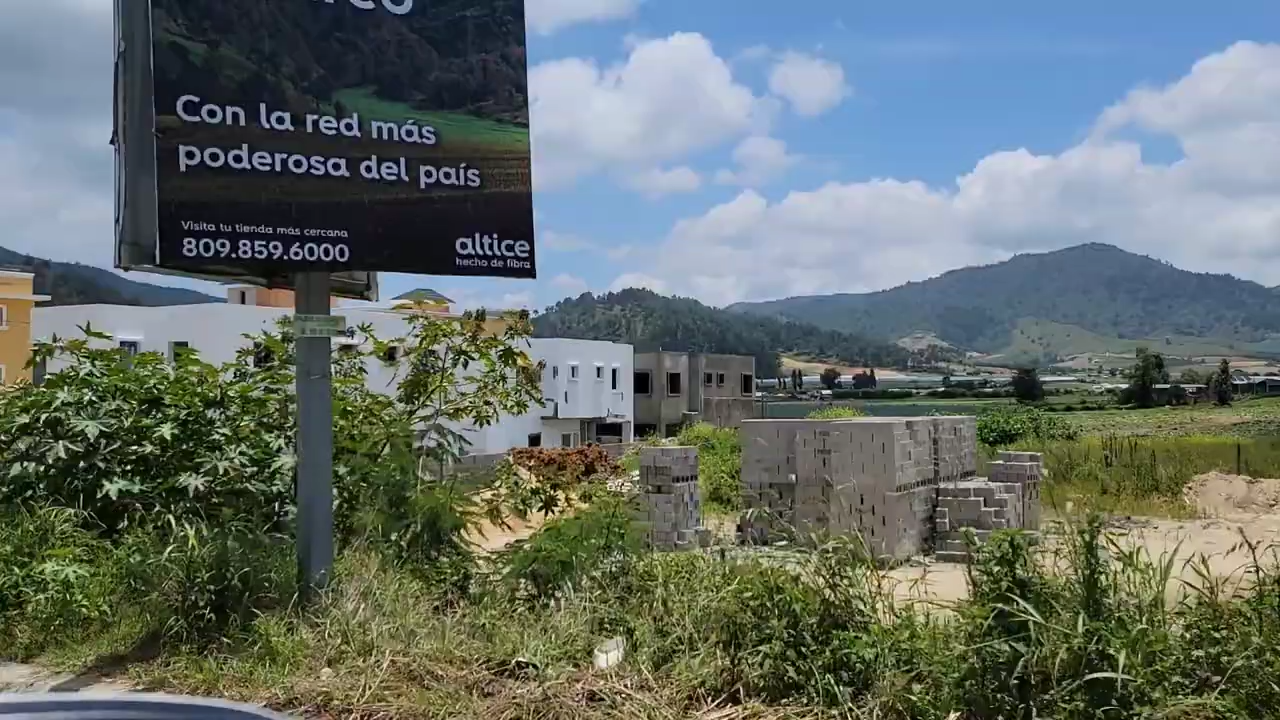 Con la red más
poderosa del país
Visita tu tienda más cercana
809.859.6000
altice
hecho de fibra